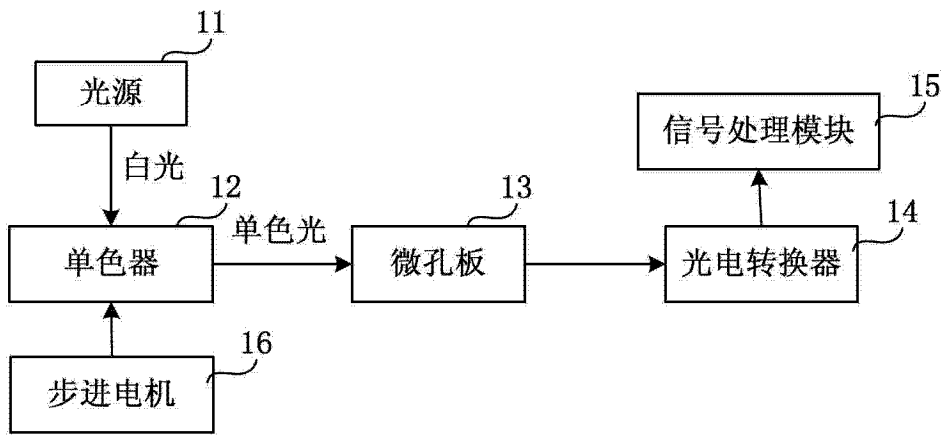 11
光源
15
信号处理模块
白光
12
单色光
13
14
单色器
微孔板
光电转换器
16
步进电机